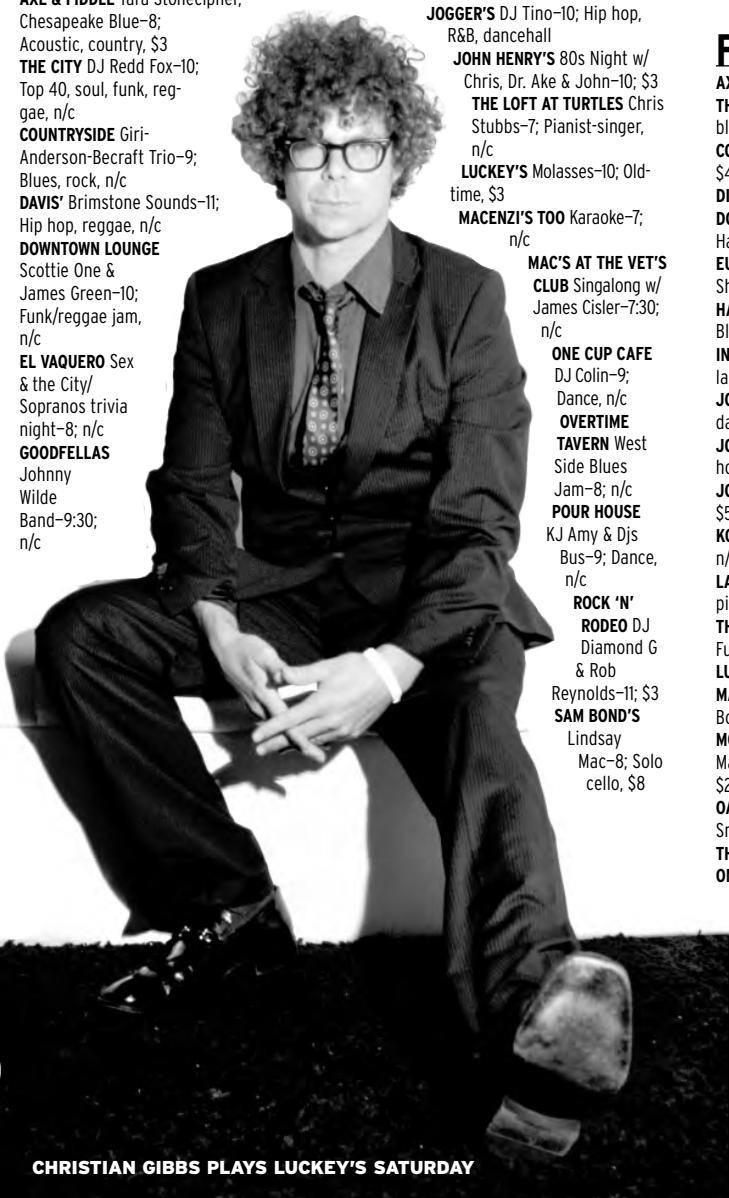 AXE & FIDDLE Tara Stonecipher,
Chesapeake Blue–8;
Acoustic, country, $3
THE CITY DJ Redd Fox–10;
Top 40, soul, funk, reg-
gae, n/c
COUNTRYSIDE Giri-
Anderson-Becraft Trio–9;
Blues, rock, n/c
DAVIS' Brimstone Sounds–11;
Hip hop, reggae, n/c
DOWNTOWN LOUNGE
Scottie One &
James Green–10;
Funk/reggae jam,
n/c
EL VAQUERO Sex
& the City/
Sopranos trivia
night–8; n/c
GOODFELLAS
Johnny
Wilde
Band–9:30;
n/c
JOGGER'S DJ Tino–10; Hip hop,
R&B, dancehall
JOHN HENRY'S 80s Night w/
Chris, Dr. Ake & John–10; $3
THE LOFT AT TURTLES Chris
Stubbs–7; Pianist-singer,
n/c
LUCKEY'S Molasses–10; Old-
time, $3
MACENZI'S TOO Karaoke–7;
n/c
MAC'S AT THE VET'S
CLUB Singalong w/
James Cisler–7:30;
n/c
ONE CUP CAFE
DJ Colin–9;
Dance, n/c
OVERTIME
TAVERN West
Side Blues
Jam–8; n/c
POUR HOUSE
KJ Amy & Djs
Bus–9; Dance,
n/c
ROCK 'N'
RODEO DJ
Diamond G
& Rob
Reynolds–11; $3
SAM BOND'S
Lindsay
Mac–8; Solo
cello, $8
CHRISTIAN GIBBS PLAYS LUCKEY'S SATURDAY